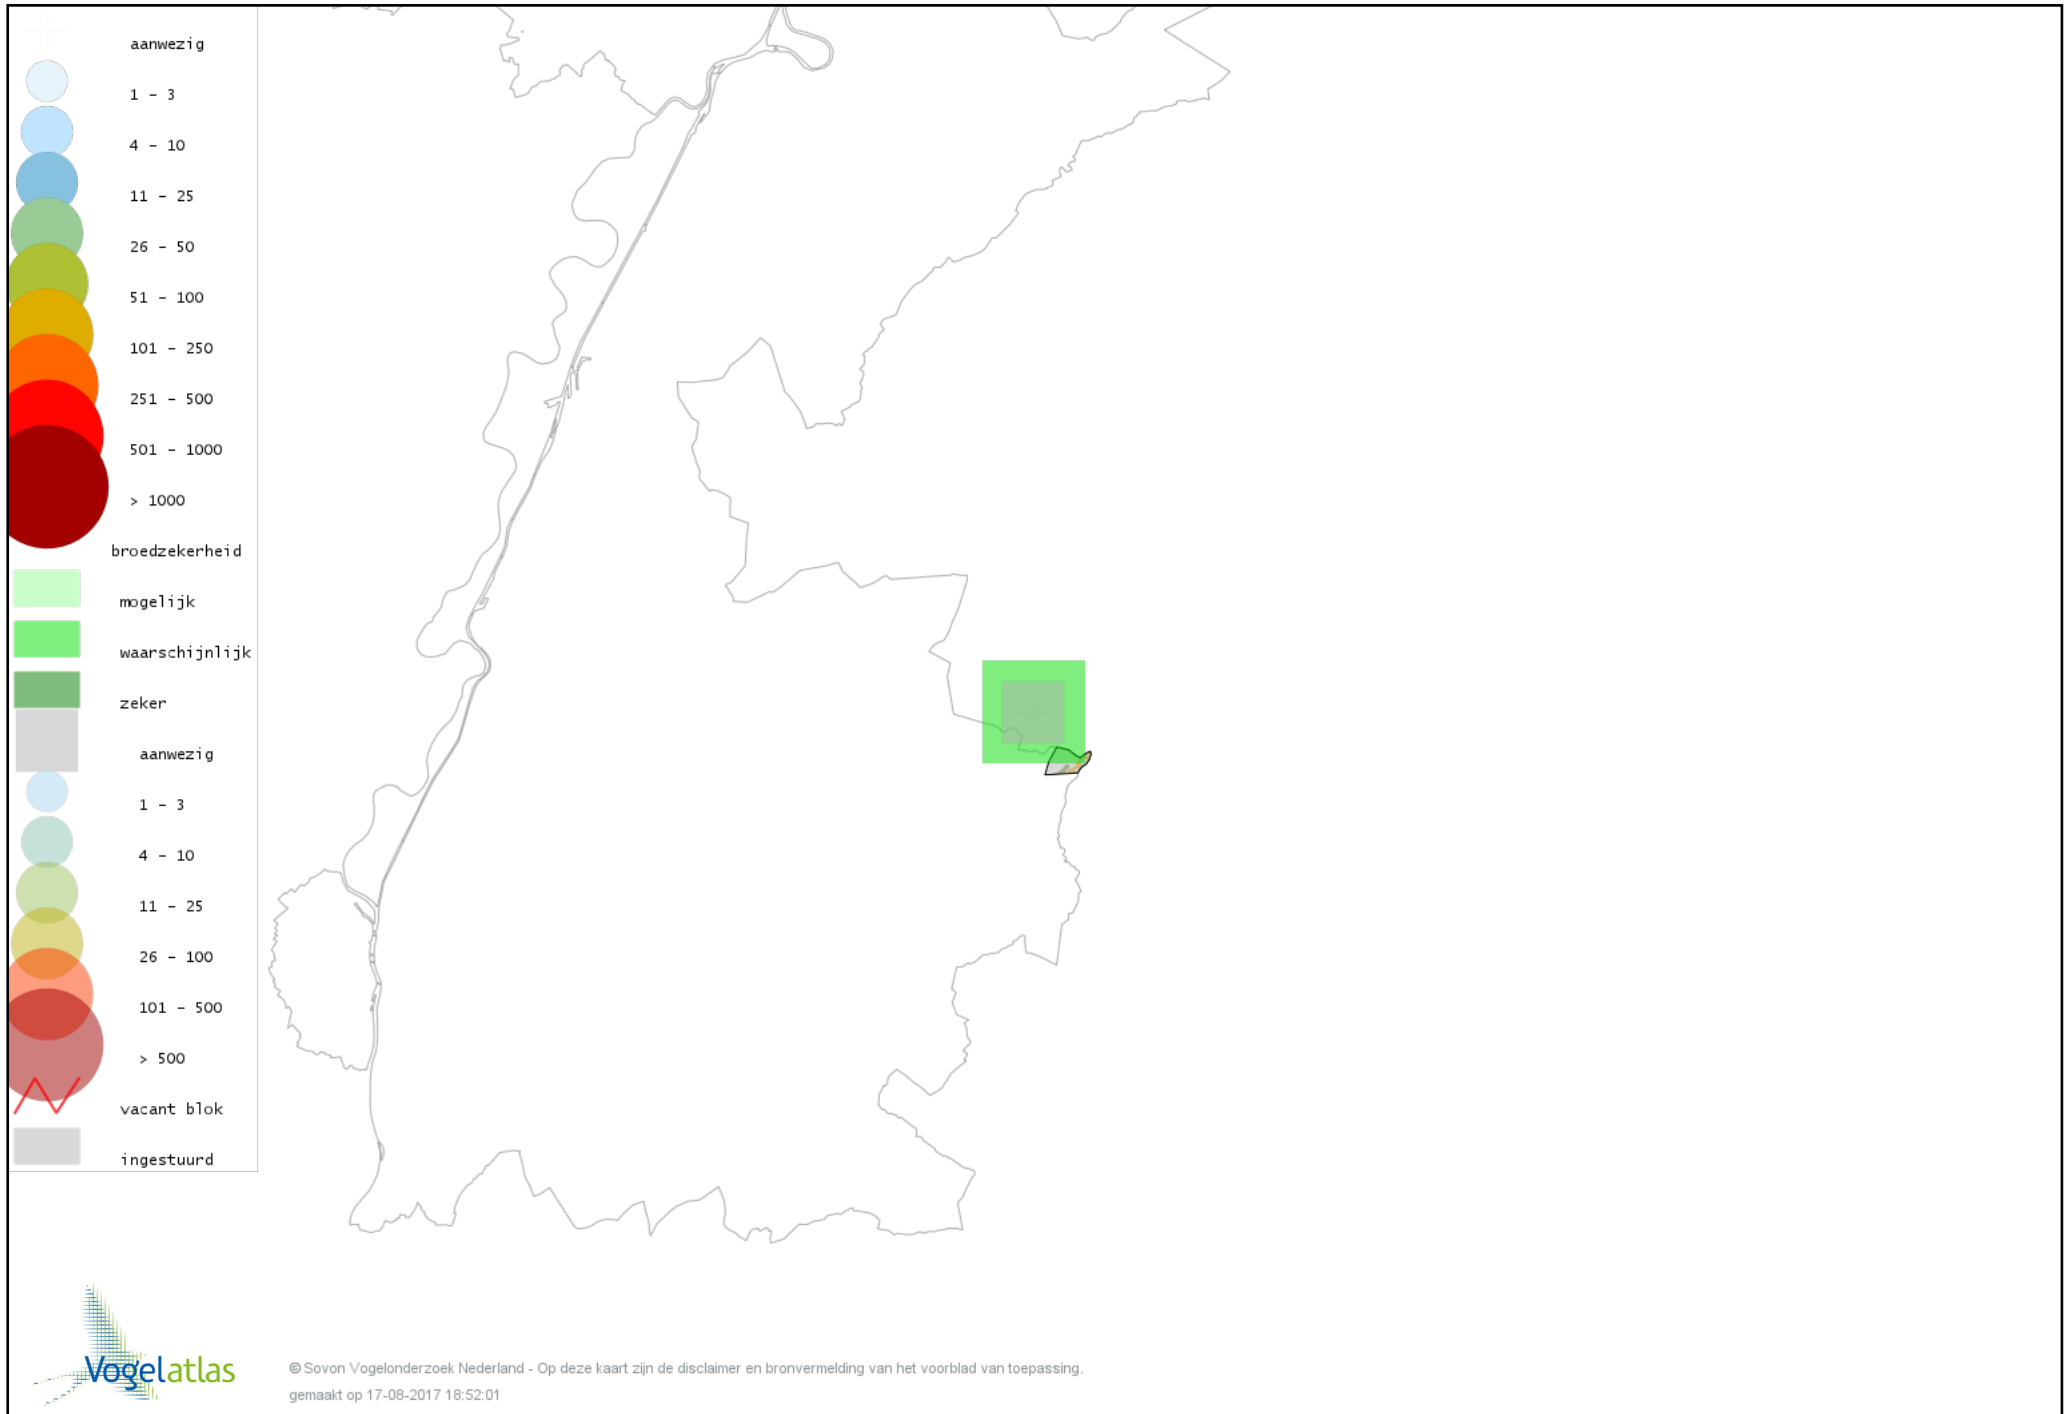 aanwezig
1 - 3
4 - 10
11 - 25
26 - 50
51 - 100
101 - 250
251 - 500
501 - 1000
> 1000
broedzekerheid
mogelijk
waarschijnlijk
zeker
aanwezig
1 - 3
4 - 10
11 - 25
26 - 100
101 - 500
> 500
vacant blok
ingestuurd
Vogelatlas
© Sovon Vogelonderzoek Nederland - Op deze kaart zijn de disclaimer en bronvermelding van het voorblad van toepassing.
gemaakt op 17-08-2017 18:52:01